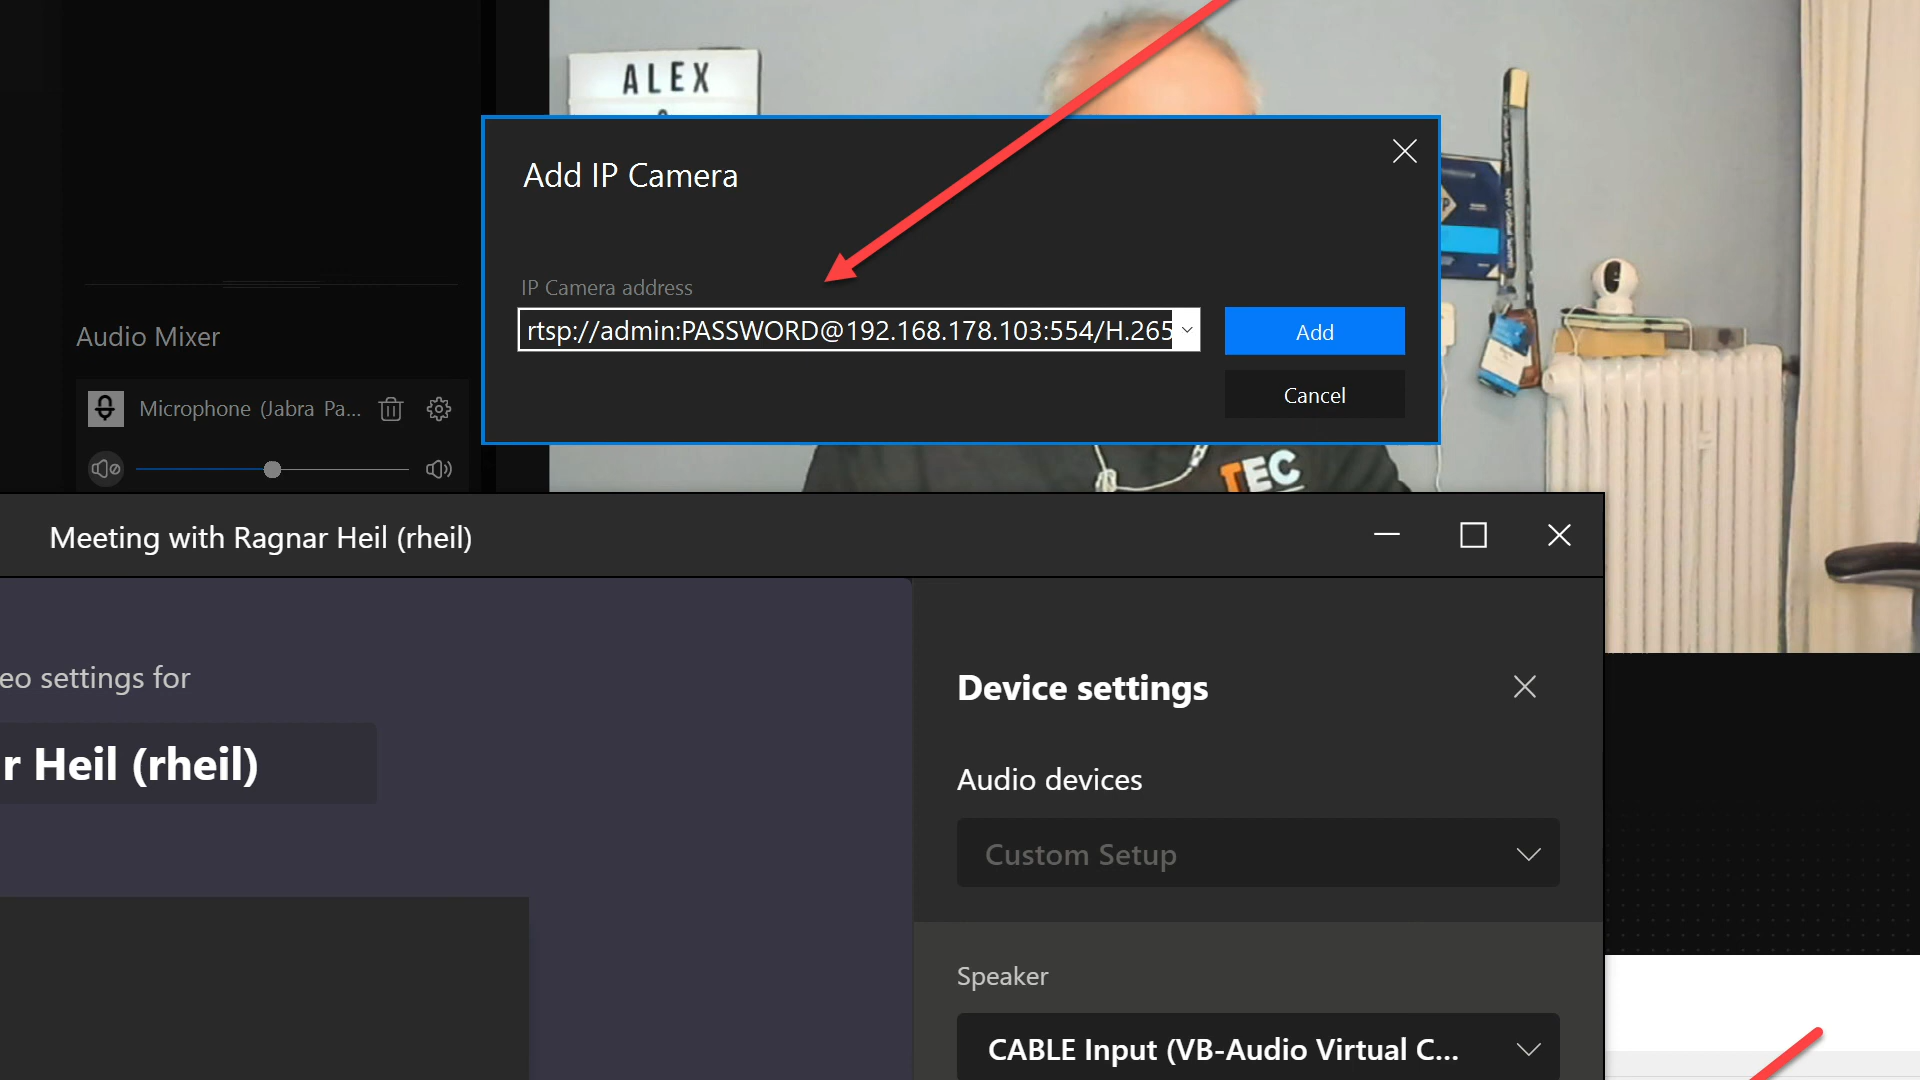 ALEX
Add IP Camera
IP Camera address
rtsp://admin:PASSWORD@192.168.178.103:554/H.265
Add
Cancel
Audio Mixer
Microphone (Jabra Pa...
TEC
Meeting with Ragnar Heil (rheil)
eo settings for
r Heil (rheil)
Device settings
Audio devices
Custom Setup
Speaker
CABLE Input (VB-Audio Virtual C...